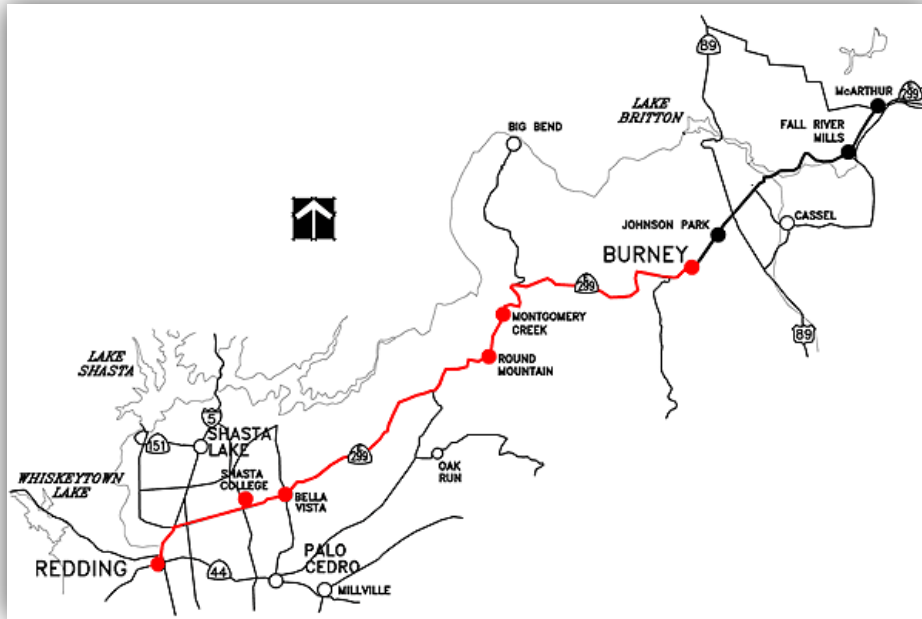 89
McARTHUR
E
299
LAKE
BRITTON
FALL RIVER
MILLS
BIG BEND
CASSEL
JOHNSON PARK
BURNEY
E
299
89
MONTGOMERY
CREEK
ROUND
MOUNTAIN
LAKE
SHASTA
5
151
SHASTA
LAKE
E
299
OAK
RUN
WHISKEYTOWN
LAKE
SHASTA
COLLEGE
BELLA
VISTA
REDDING
44
PALO
CEDRO
MILLVILLE